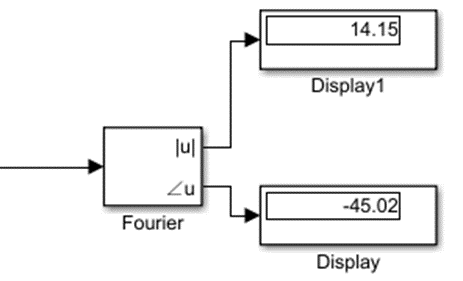 14.15
Display1
|u|
∠u
Fourier
-45.02
Display